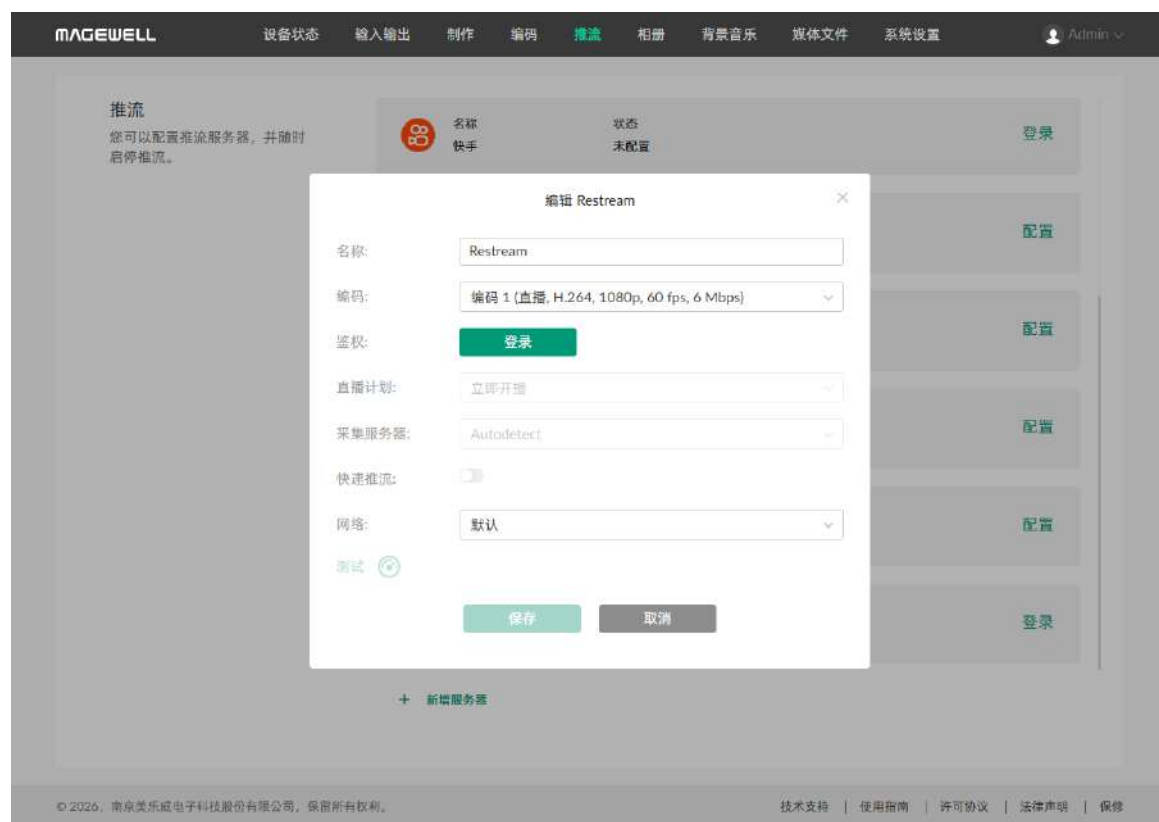 MAGEWELL 设备状态 输入输出 制作 编码 推流 相册 背景音乐 媒体文件 系统设置 Admin
推流
您可以配置推流服务器，并随时
启停推流。
名称 状态
快手 未配置 登录
编辑 Restream
名称: Restream
配置
编码: 编码 1 (直播, H.264, 1080p, 60 fps, 6 Mbps)
鉴权: 登录
配置
直播计划: 立即开播
采集服务器: Autodetect
配置
快速推流:
网络: 默认
配置
测试
保存 取消
登录
+ 新增服务器
© 2026，南京美乐威电子科技股份有限公司，保留所有权利。 技术支持 | 使用指南 | 许可协议 | 法律声明 | 保修